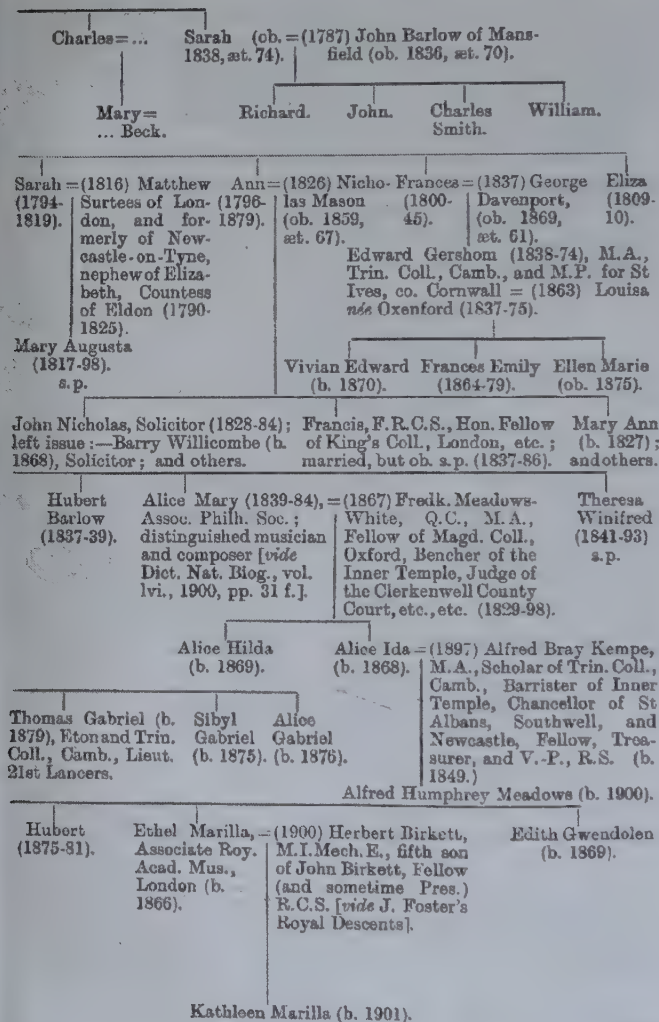 Charles=... Sarah (ob. =(1787) John Barlow of Mans-
1838, æt. 74). field (ob. 1836, æt. 70).
Mary= Richard. John. Charles William.
... Beck. Smith.
Sarah =(1816) Matthew Ann=(1826) Nicho- Frances=(1837) George Eliza
(1794- Surtees of Lon- (1796- las Mason (1800- Davenport, (1809-
1819). don, and for- 1879). (ob. 1859, 45). (ob. 1869, 10).
merly of New- æt. 67). æt. 61).
castle-on-Tyne, Edward Gershom (1838-74), M.A.,
nephew of Eliza- Trin. Coll., Camb., and M.P. for St
beth, Countess Ives, co. Cornwall = (1863) Louisa
of Eldon (1790- née Oxenford (1837-75).
1825).
Mary Augusta
(1817-98). Vivian Edward Frances Emily Ellen Marie
s.p. (b. 1870). (1864-79). (ob. 1875).
John Nicholas, Solicitor (1828-84); Francis, F.R.C.S., Hon. Fellow Mary Ann
left issue:—Barry Willicombe (b. of King's Coll., London, etc.; (b. 1827);
1868), Solicitor; and others. married, but ob. s.p. (1837-86). and others.
Hubert Alice Mary (1839-84), =(1867) Fredk. Meadows- Theresa
Barlow Assoc. Philh. Soc.; White, Q.C., M.A., Winifred
(1837-39). distinguished musician Fellow of Magd. Coll., (1841-93)
and composer [vide Oxford, Bencher of the s.p.
Dict. Nat. Biog., vol. Inner Temple, Judge of
lvi., 1900, pp. 31 f.]. the Clerkenwell County
Court, etc., etc. (1829-98).
Alice Hilda Alice Ida =(1897) Alfred Bray Kempe,
(b. 1869). (b. 1868). M.A., Scholar of Trin. Coll.,
Camb., Barrister of Inner
Temple, Chancellor of St
Thomas Gabriel (b. Sibyl Alice Albans, Southwell, and
1879), Eton and Trin. Gabriel Gabriel Newcastle, Fellow, Trea-
Coll., Camb., Lieut. (b. 1875). (b. 1876). surer, and V.-P., R.S. (b.
21st Lancers. 1849.)
Alfred Humphrey Meadows (b. 1900).
Hubert Ethel Marilla, =(1900) Herbert Birkett, Edith Gwendolen
(1875-81). Associate Roy. M.I.Mech.E., fifth son (b. 1869).
Acad. Mus., of John Birkett, Fellow
London (b. (and sometime Pres.)
1866). R.C.S. [vide J. Foster's
Royal Descents].
Kathleen Marilla (b. 1901).